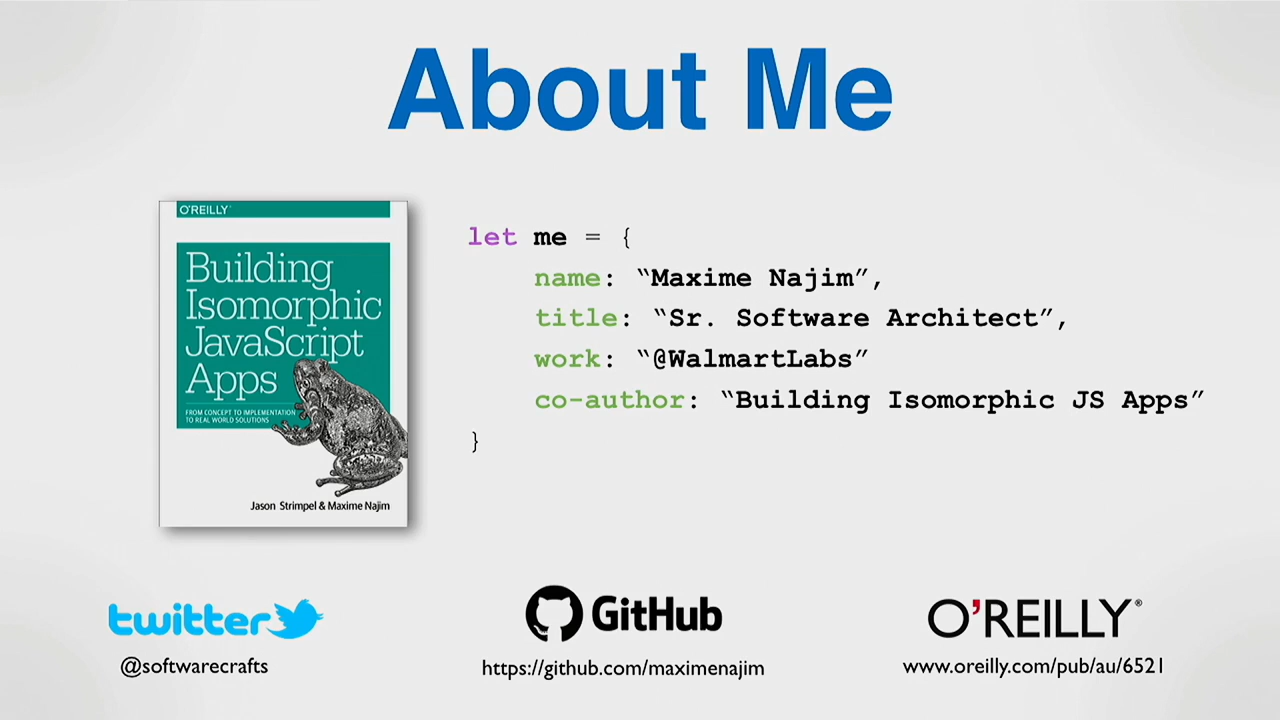 About Me
O'REILLY®
Building
Isomorphic
JavaScript
Apps
FROM CONCEPT TO IMPLEMENTATION
TO REAL WORLD SOLUTIONS
Jason Strimpel & Maxime Najim
let me = {
name: “Maxime Najim”,
title: “Sr. Software Architect”,
work: “@WalmartLabs”
co-author: “Building Isomorphic JS Apps”
}
twitter
@softwarecrafts
GitHub
https://github.com/maximenajim
O'REILLY®
www.oreilly.com/pub/au/6521